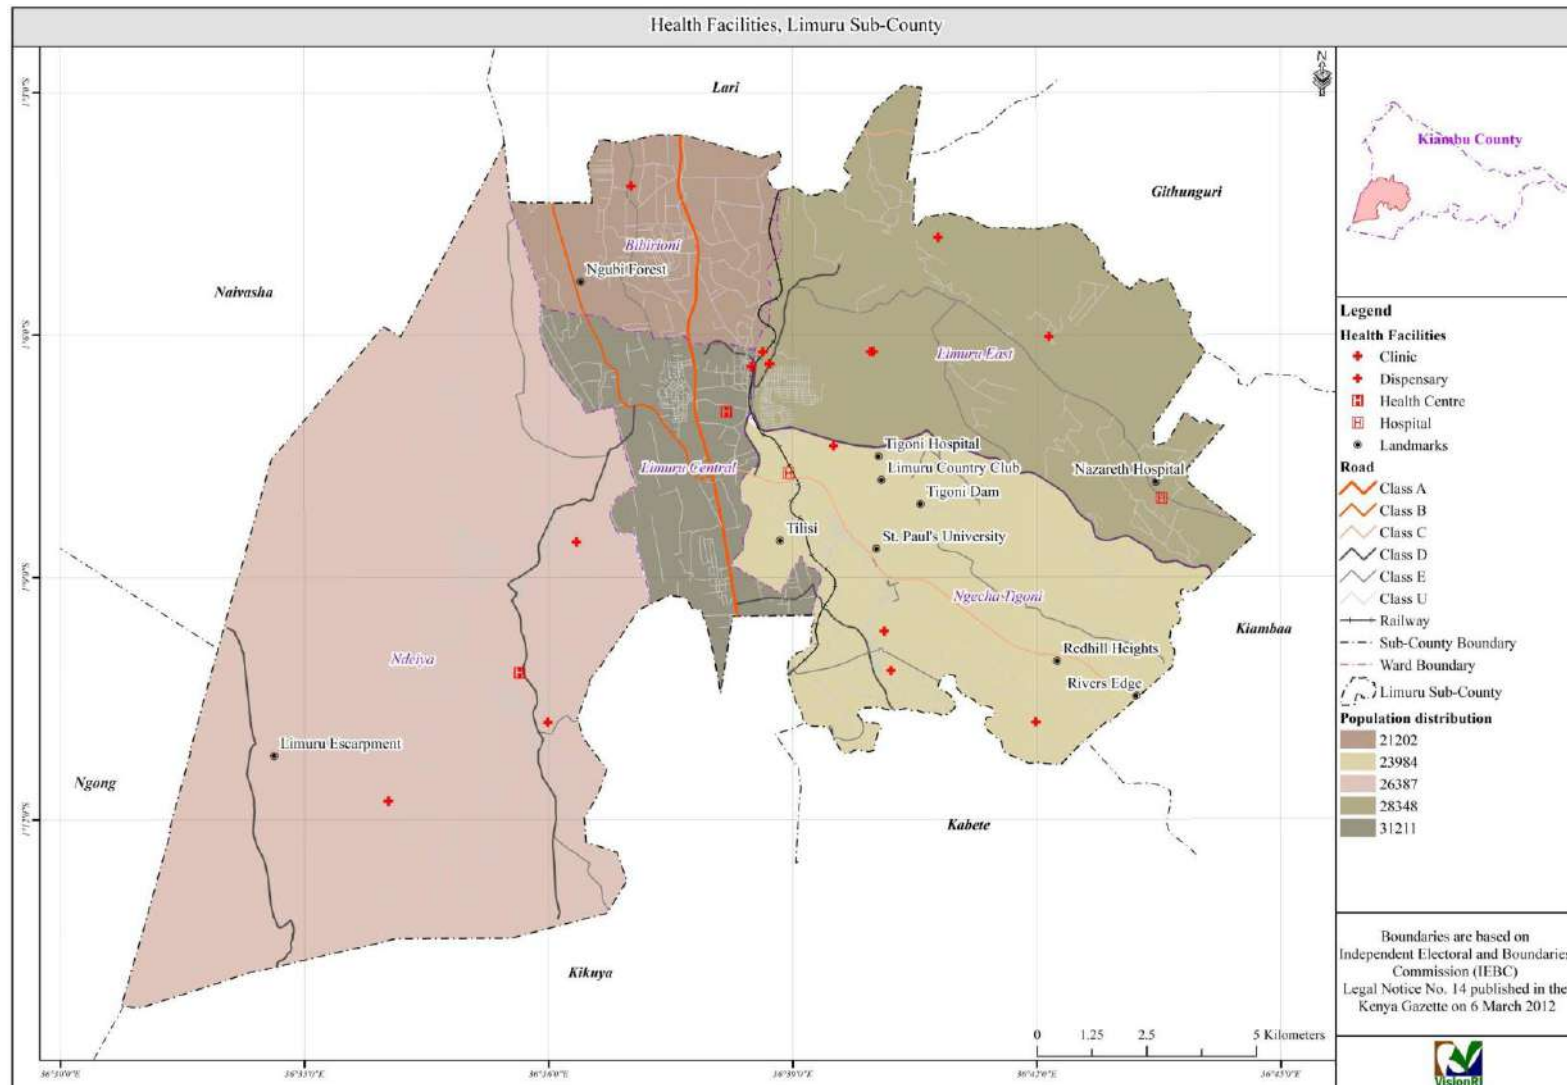 Health Facilities, Limuru Sub-County
N
Lari
Kiambu County
Githunguri
Bibirioni
Ngubi Forest
Naivasha
Legend
Health Facilities
Clinic
Dispensary
Health Centre
Hospital
Landmarks
Road
Class A
Class B
Class C
Class D
Class E
Class U
Railway
Sub-County Boundary
Ward Boundary
Limuru Sub-County
Population distribution
21202
23984
26387
28348
31211
Limuru East
Tigoni Hospital
Limuru Country Club
Nazareth Hospital
Limuru Central
Tigoni Dam
Tilisi
St. Paul's University
Ngecha Tigoni
Kiambaa
Ndeiya
Redhill Heights
Rivers Edge
Limuru Escarpment
Ngong
Kabete
Kikuya
0 1.25 2.5 5 Kilometers
Boundaries are based on
Independent Electoral and Boundaries
Commission (IEBC)
Legal Notice No. 14 published in the
Kenya Gazette on 6 March 2012
VisionRI